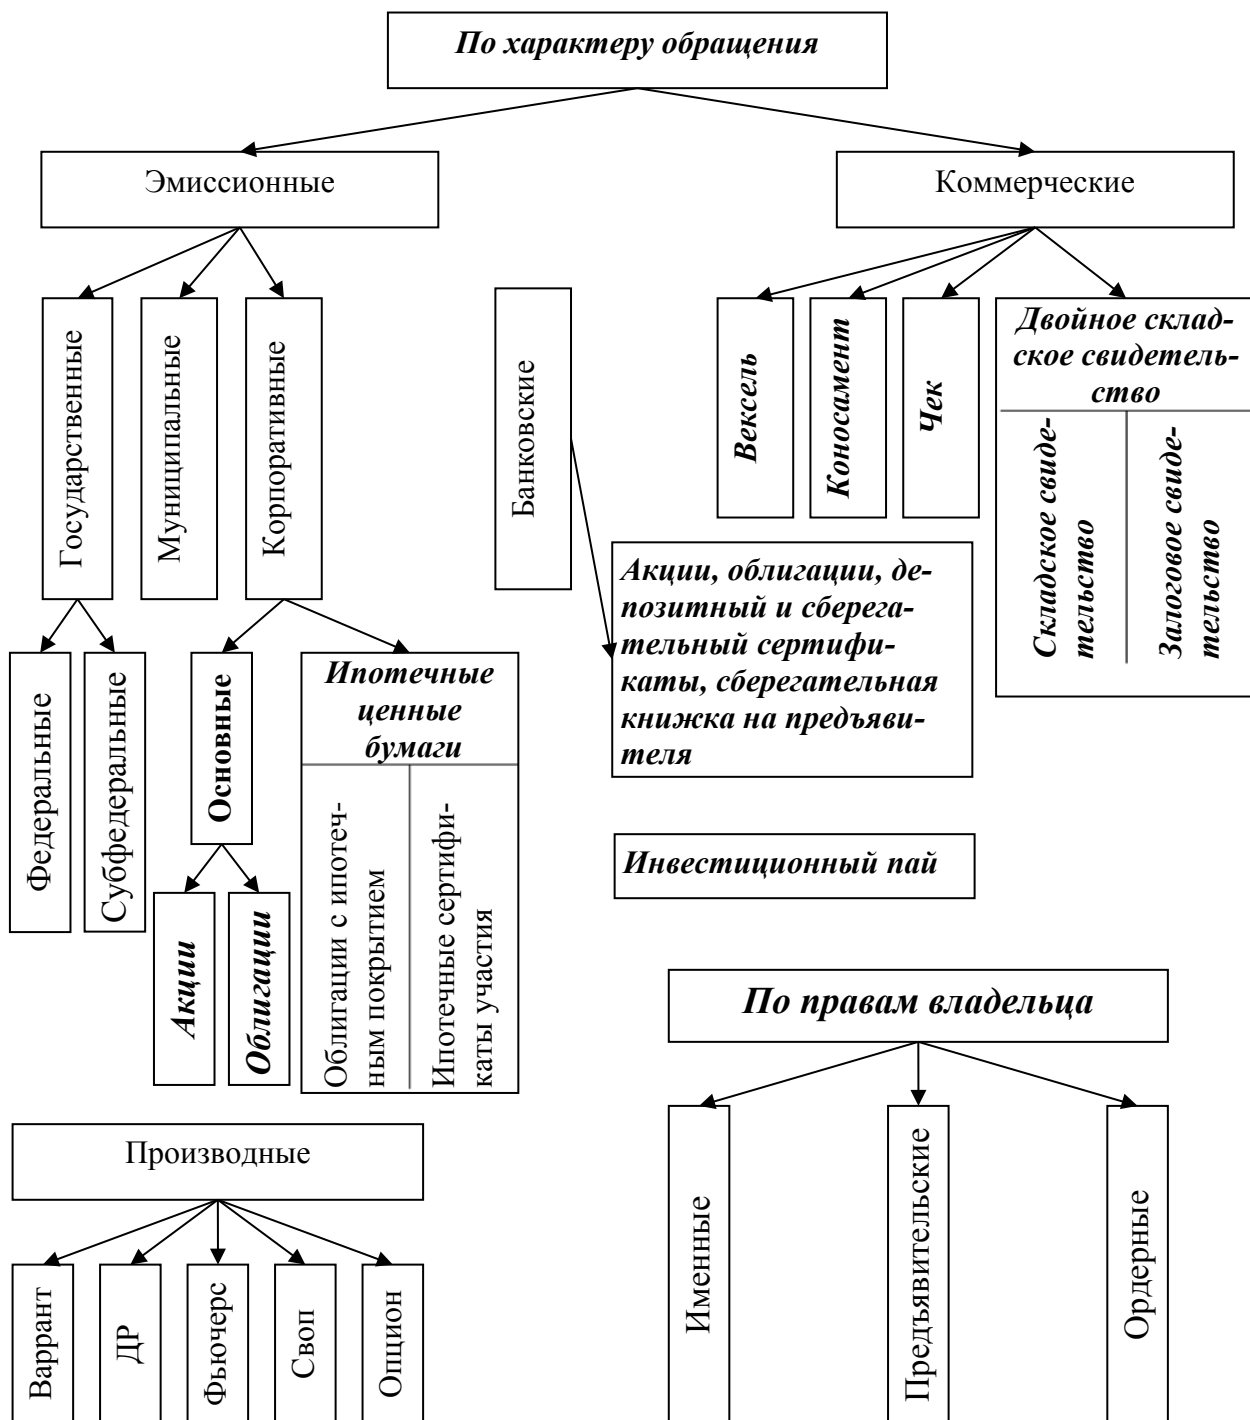 По характеру обращения
Эмиссионные
Коммерческие
Государственные
Муниципальные
Корпоративные
Банковские
Вексель
Коносамент
Чек
Двойное склад-
ское свидетель-
ство
Складское свиде-
тельство
Залоговое свиде-
тельство
Акции, облигации, де-
позитный и сберега-
тельный сертифи-
каты, сберегательная
книжка на предъяви-
теля
Федеральные
Субфедеральные
Основные
Ипотечные
ценные
бумаги
Облигации с ипотеч-
ным покрытием
Ипотечные сертифи-
каты участия
Акции
Облигации
Инвестиционный пай
По правам владельца
Именные
Предъявительские
Ордерные
Производные
Варрант
ДР
Фьючерс
Своп
Опцион